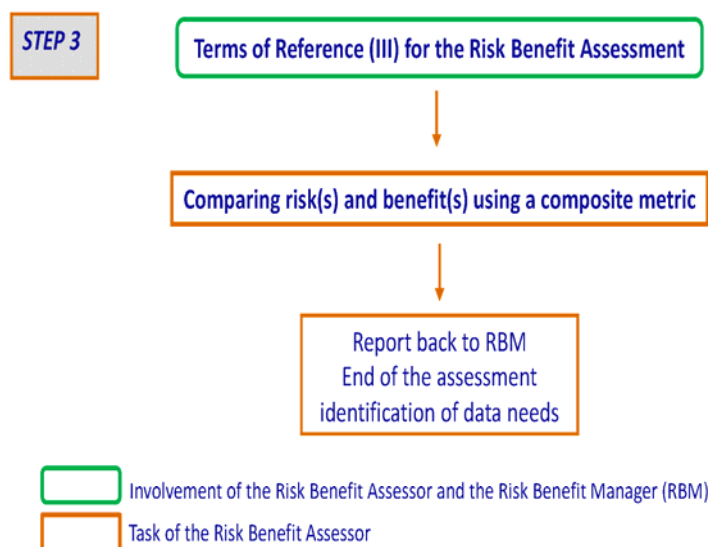 STEP 3
Terms of Reference (III) for the Risk Benefit Assessment
Comparing risk(s) and benefit(s) using a composite metric
Report back to RBM
End of the assessment
identification of data needs
Involvement of the Risk Benefit Assessor and the Risk Benefit Manager (RBM)
Task of the Risk Benefit Assessor